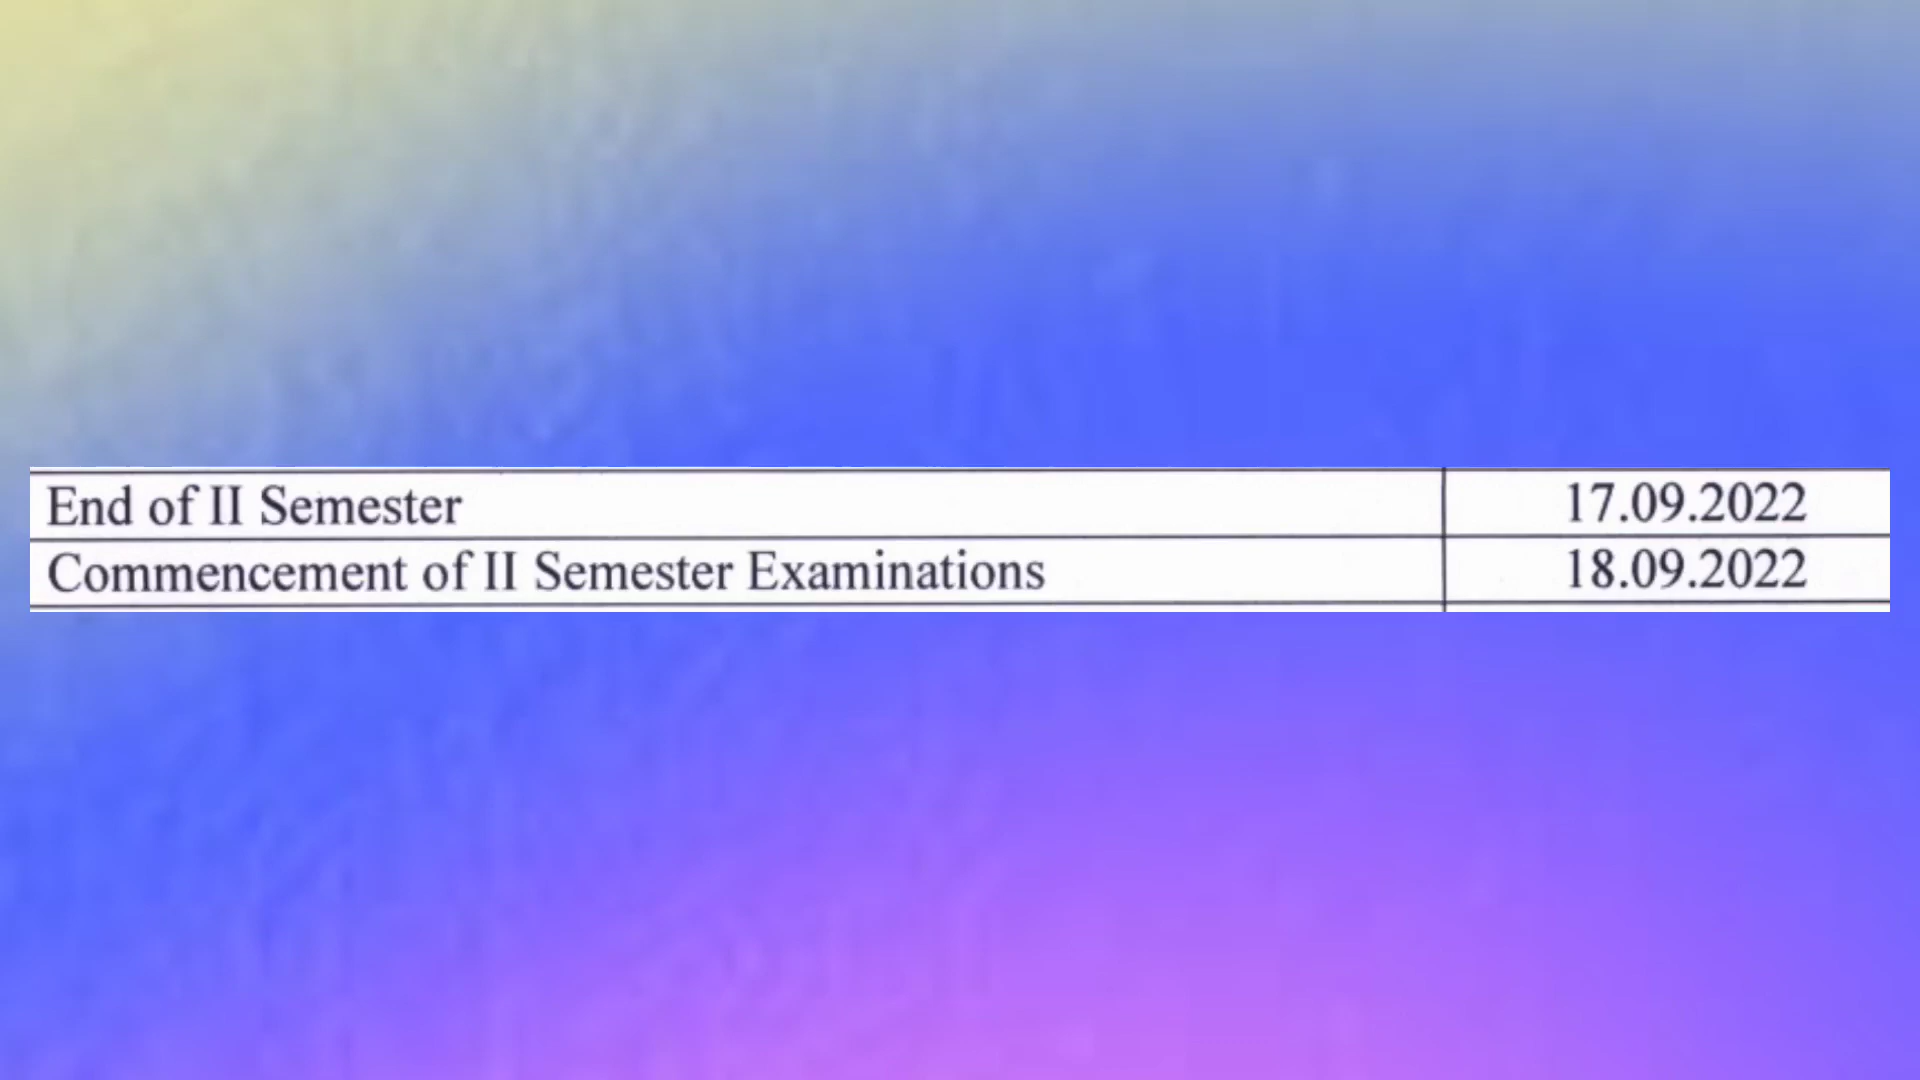 End of II Semester 17.09.2022
Commencement of II Semester Examinations 18.09.2022